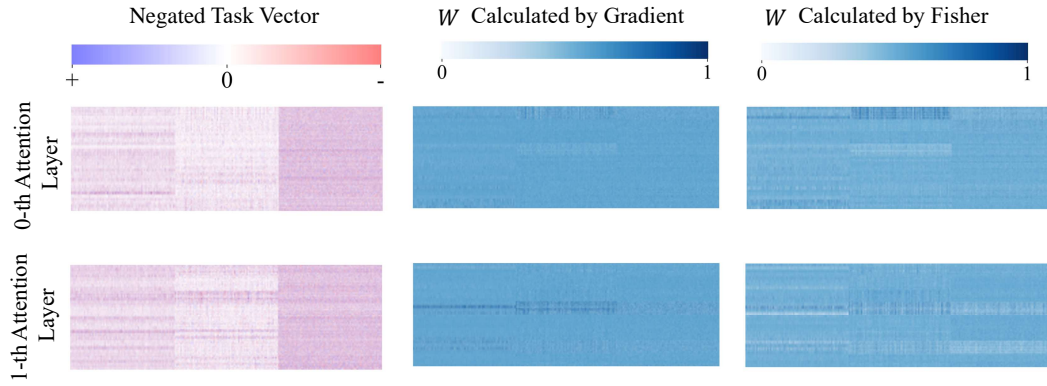 Negated Task Vector
W Calculated by Gradient
W Calculated by Fisher
+ 0 -
0 1
0 1
0-th Attention
Layer
1-th Attention
Layer